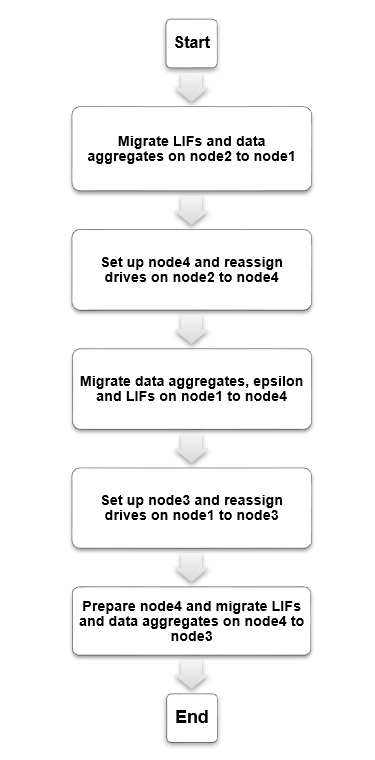 Start
Migrate LIFs and data
aggregates on node2 to node1
Set up node4 and reassign
drives on node2 to node4
Migrate data aggregates, epsilon
and LIFs on node1 to node4
Set up node3 and reassign
drives on node1 to node3
Prepare node4 and migrate LIFs
and data aggregates on node4 to
node3
End